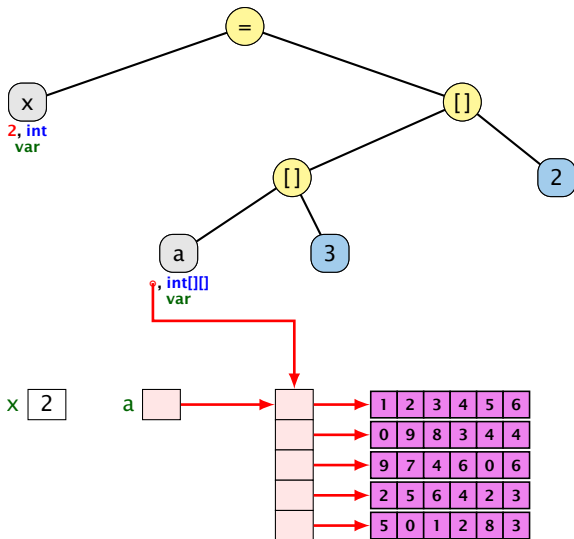 =
x
[]
2, int
var
[]
2
a
3
, int[][]
var
x 2 a
1 2 3 4 5 6
0 9 8 3 4 4
9 7 4 6 0 6
2 5 6 4 2 3
5 0 1 2 8 3